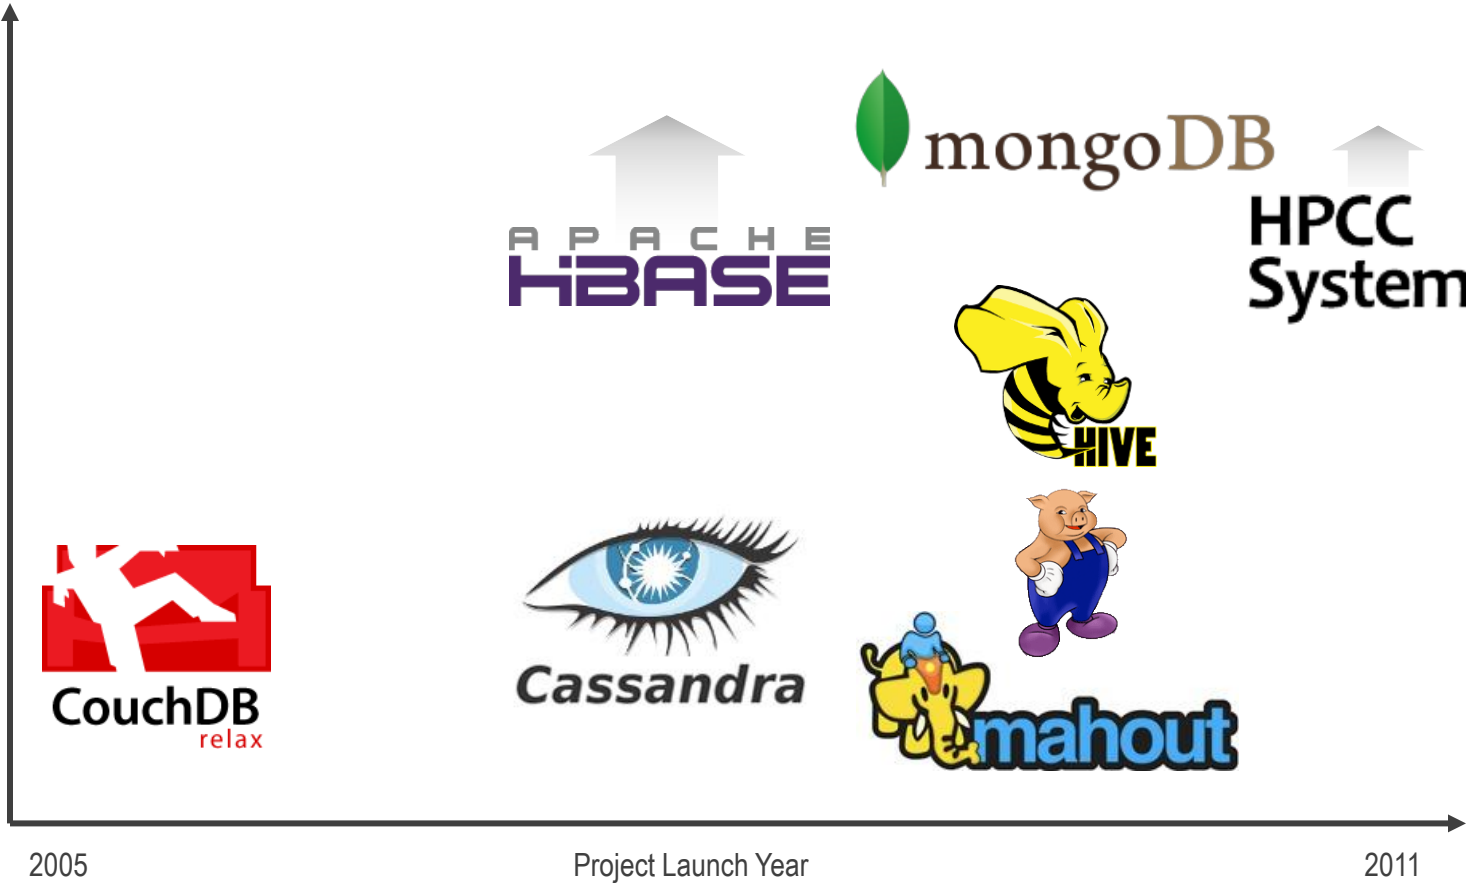 mongoDB
APACHE
HBASE
HPCC
System
HIVE
Cassandra
CouchDB
relax
mahout
2005
Project Launch Year
2011